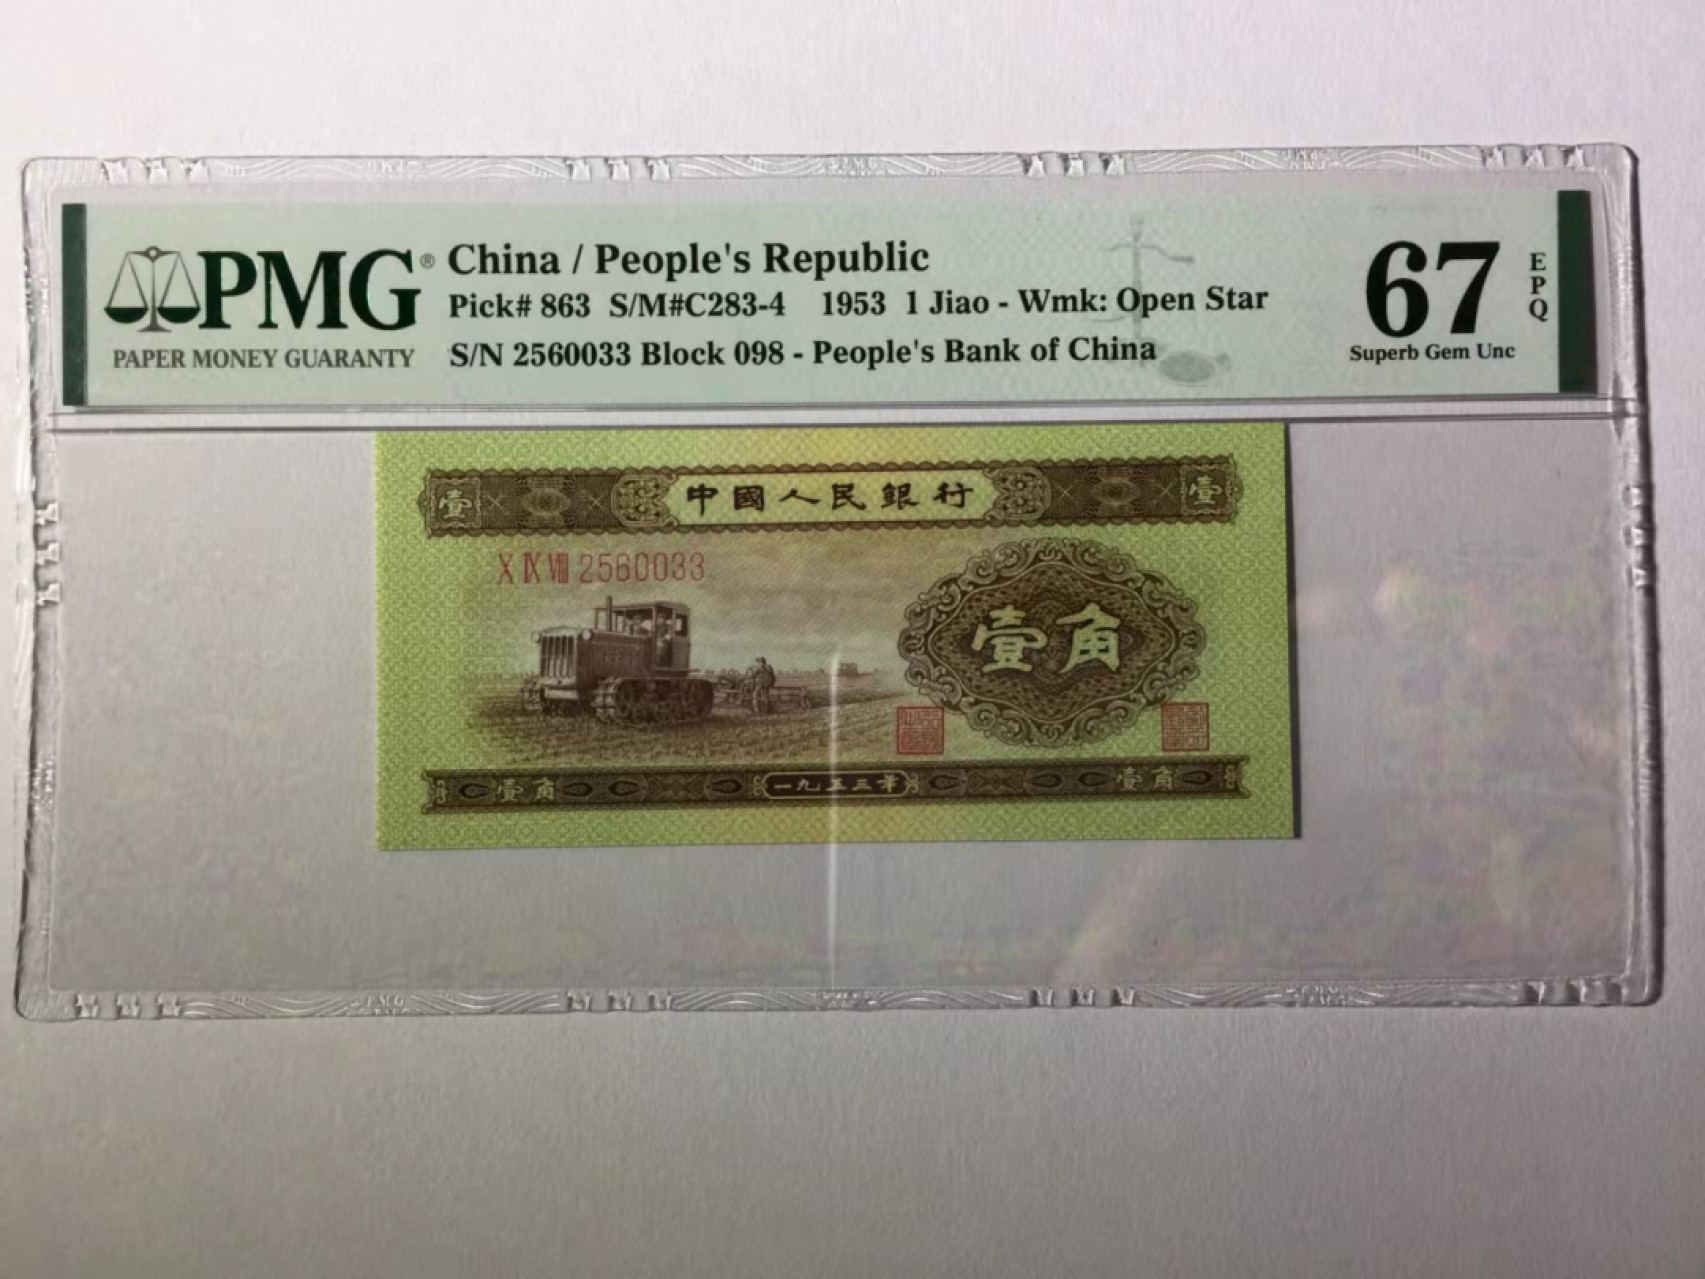 PMG® China / People's Republic
Pick# 863 S/M#C283-4 1953 1 Jiao - Wmk: Open Star
S/N 2560033 Block 098 - People's Bank of China
PAPER MONEY GUARANTY
67 EPQ
Superb Gem Unc
壹 中國人民銀行 壹
X IX VIII 2560033
壹角
壹角 一九五三年 壹角